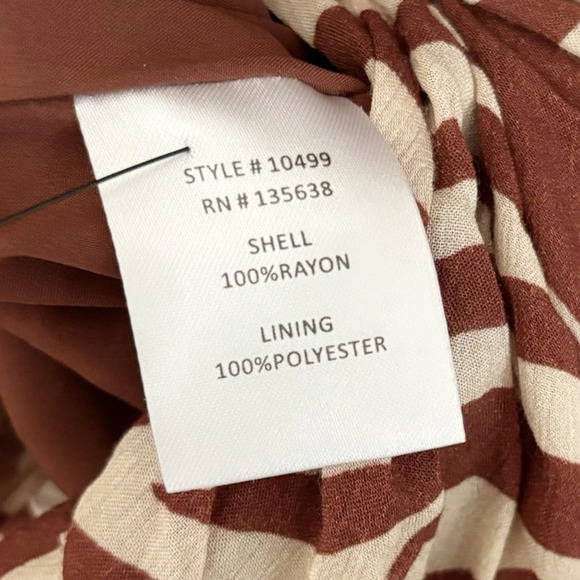 STYLE # 10499
RN # 135638
SHELL
100%RAYON
LINING
100%POLYESTER